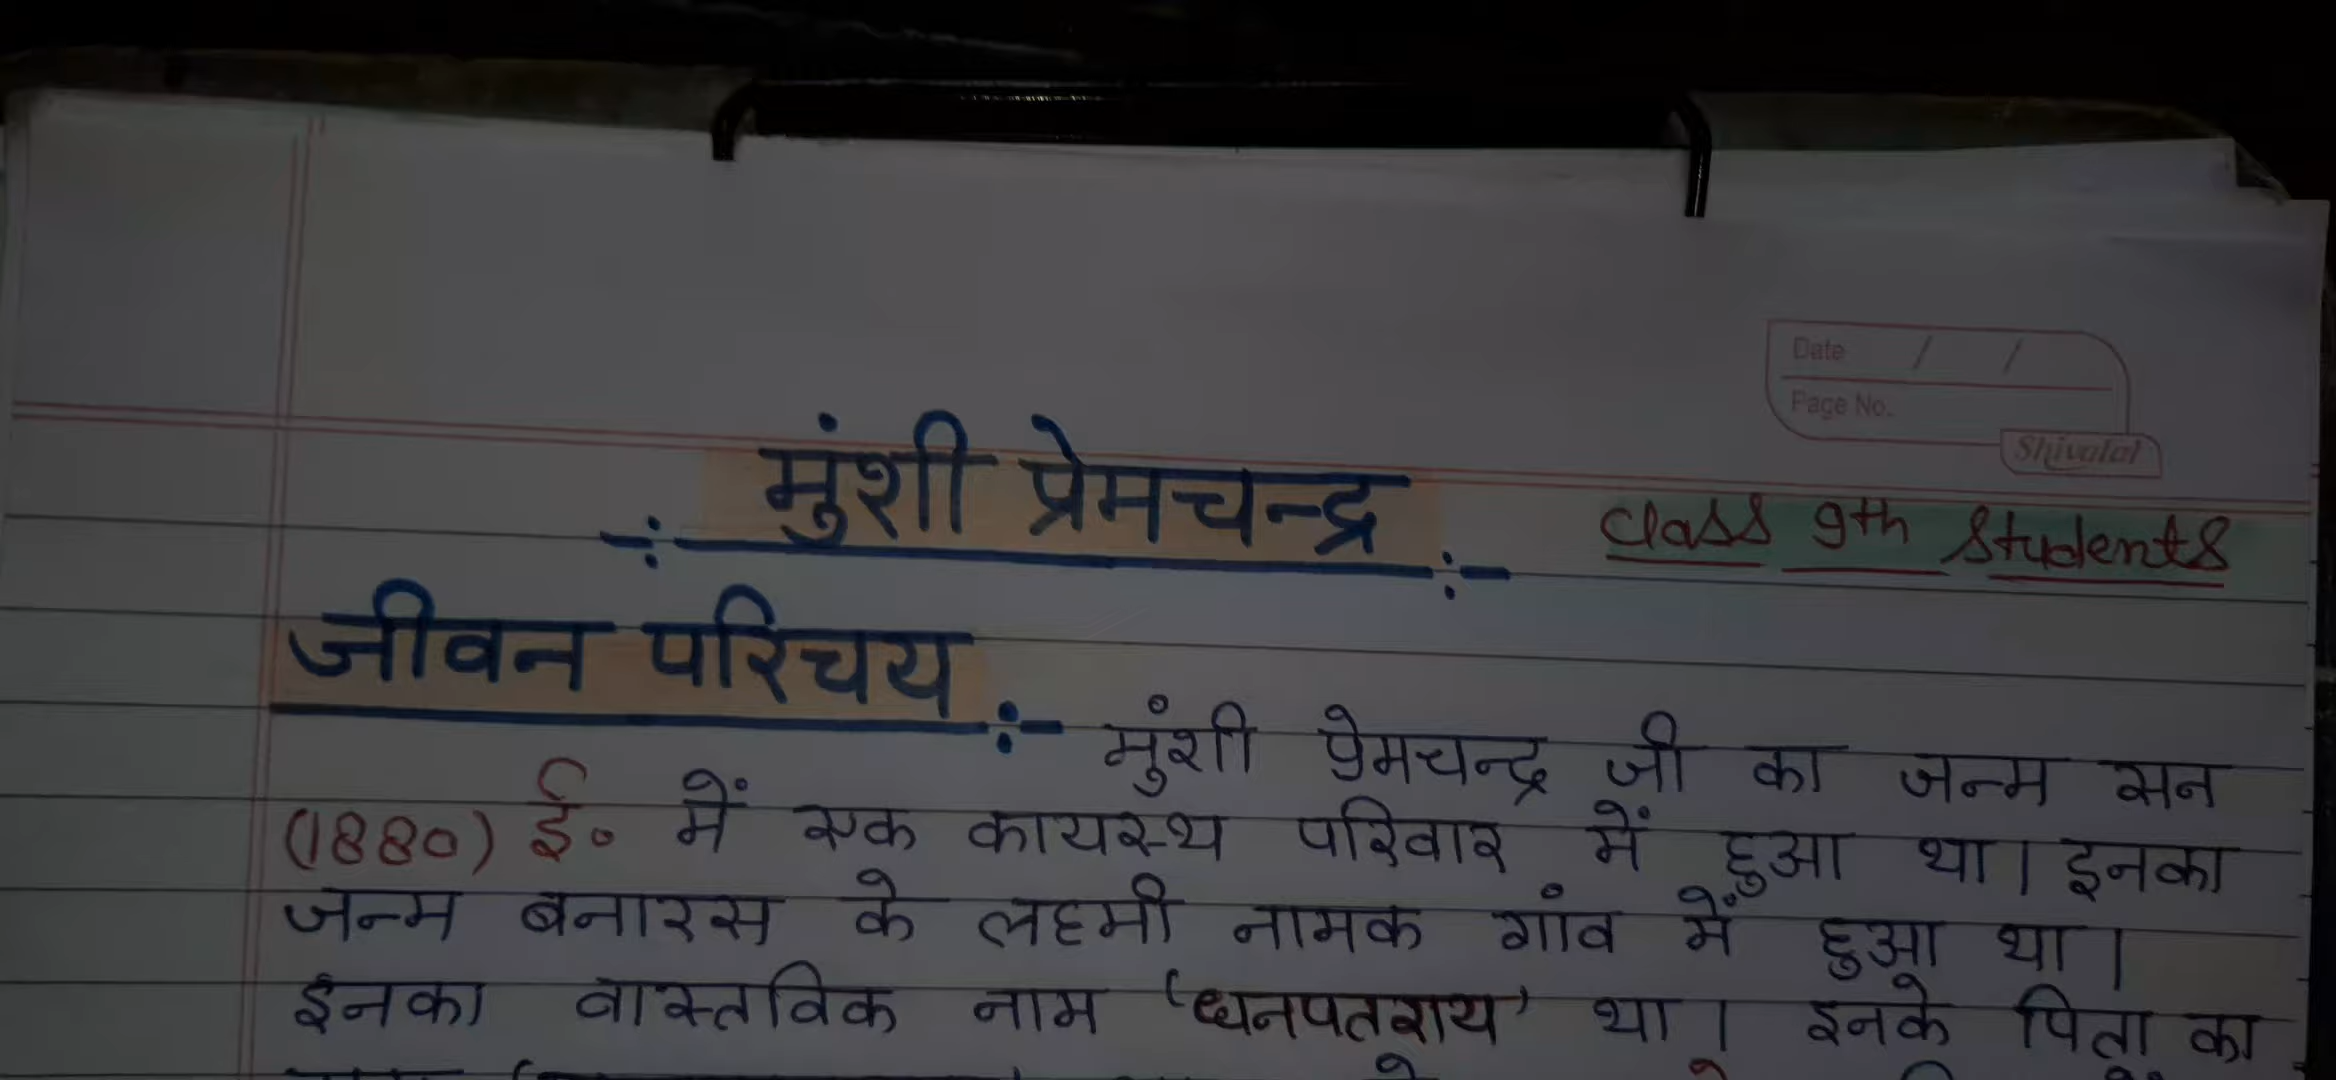 Date / /
Page No.
Shivalal
मुंशी प्रेमचन्द्र
class 9th students
जीवन परिचय :- मुंशी प्रेमचन्द्र जी का जन्म सन
(1880) ई० में एक कायस्थ परिवार में हुआ था। इनका
जन्म बनारस के लहमी नामक गांव में हुआ था।
इनका वास्तविक नाम 'धनपतराय' था। इनके पिता का